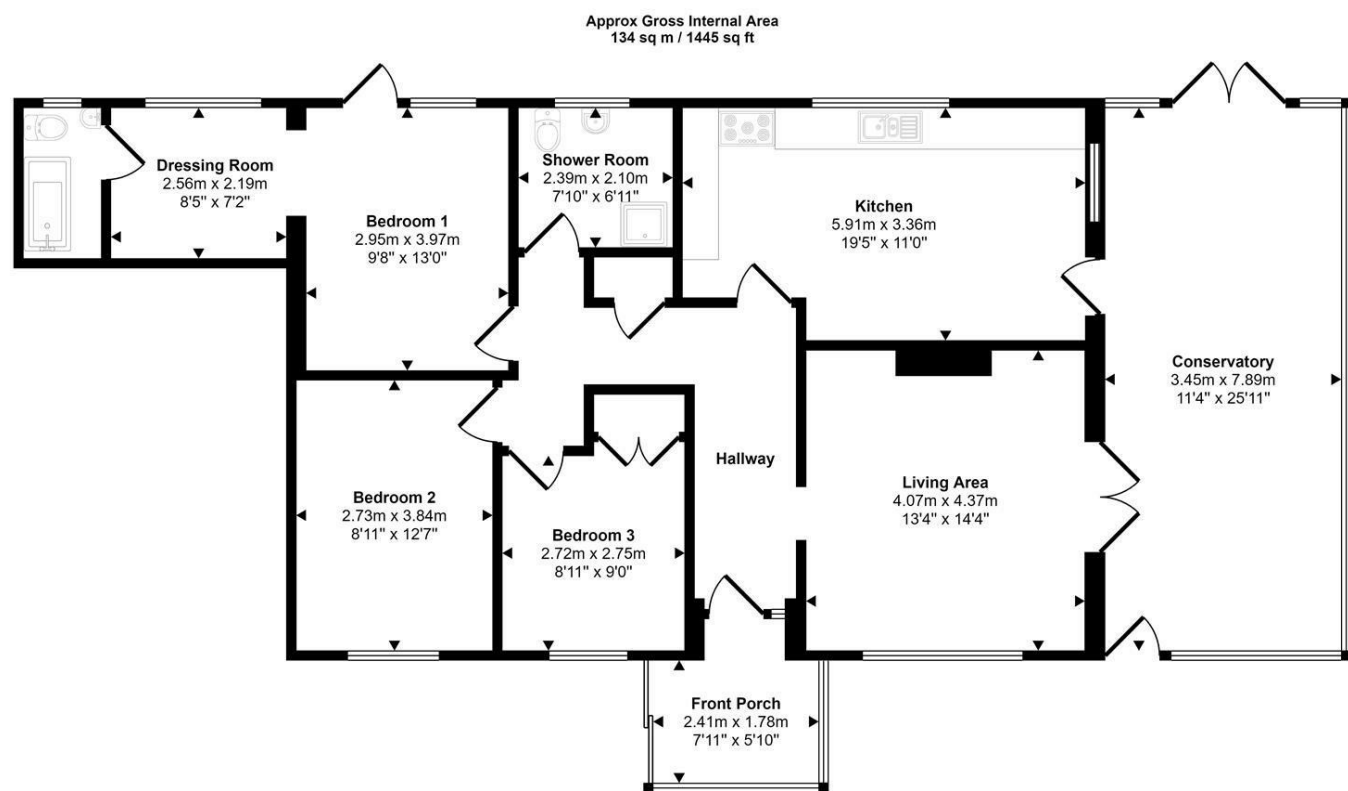 Approx Gross Internal Area
134 sq m / 1445 sq ft
Dressing Room
2.56m x 2.19m
8'5" x 7'2"
Bedroom 1
2.95m x 3.97m
9'8" x 13'0"
Shower Room
2.39m x 2.10m
7'10" x 6'11"
Kitchen
5.91m x 3.36m
19'5" x 11'0"
Conservatory
3.45m x 7.89m
11'4" x 25'11"
Hallway
Living Area
4.07m x 4.37m
13'4" x 14'4"
Bedroom 2
2.73m x 3.84m
8'11" x 12'7"
Bedroom 3
2.72m x 2.75m
8'11" x 9'0"
Front Porch
2.41m x 1.78m
7'11" x 5'10"